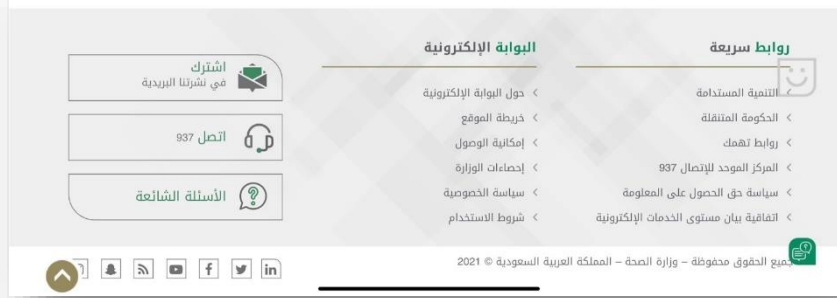 روابط سريعة
التنمية المستدامة
الحكومة المتنقلة
روابط تهمك
المركز الموحد للإتصال 937
سياسة حق الحصول على المعلومة
اتفاقية بيان مستوى الخدمات الإلكترونية
البوابة الإلكترونية
حول البوابة الإلكترونية
خريطة الموقع
إمكانية الوصول
إحصاءات الوزارة
سياسة الخصوصية
شروط الاستخدام
اشترك
في نشرتنا البريدية
اتصل 937
الأسئلة الشائعة
جميع الحقوق محفوظة – وزارة الصحة – المملكة العربية السعودية © 2021